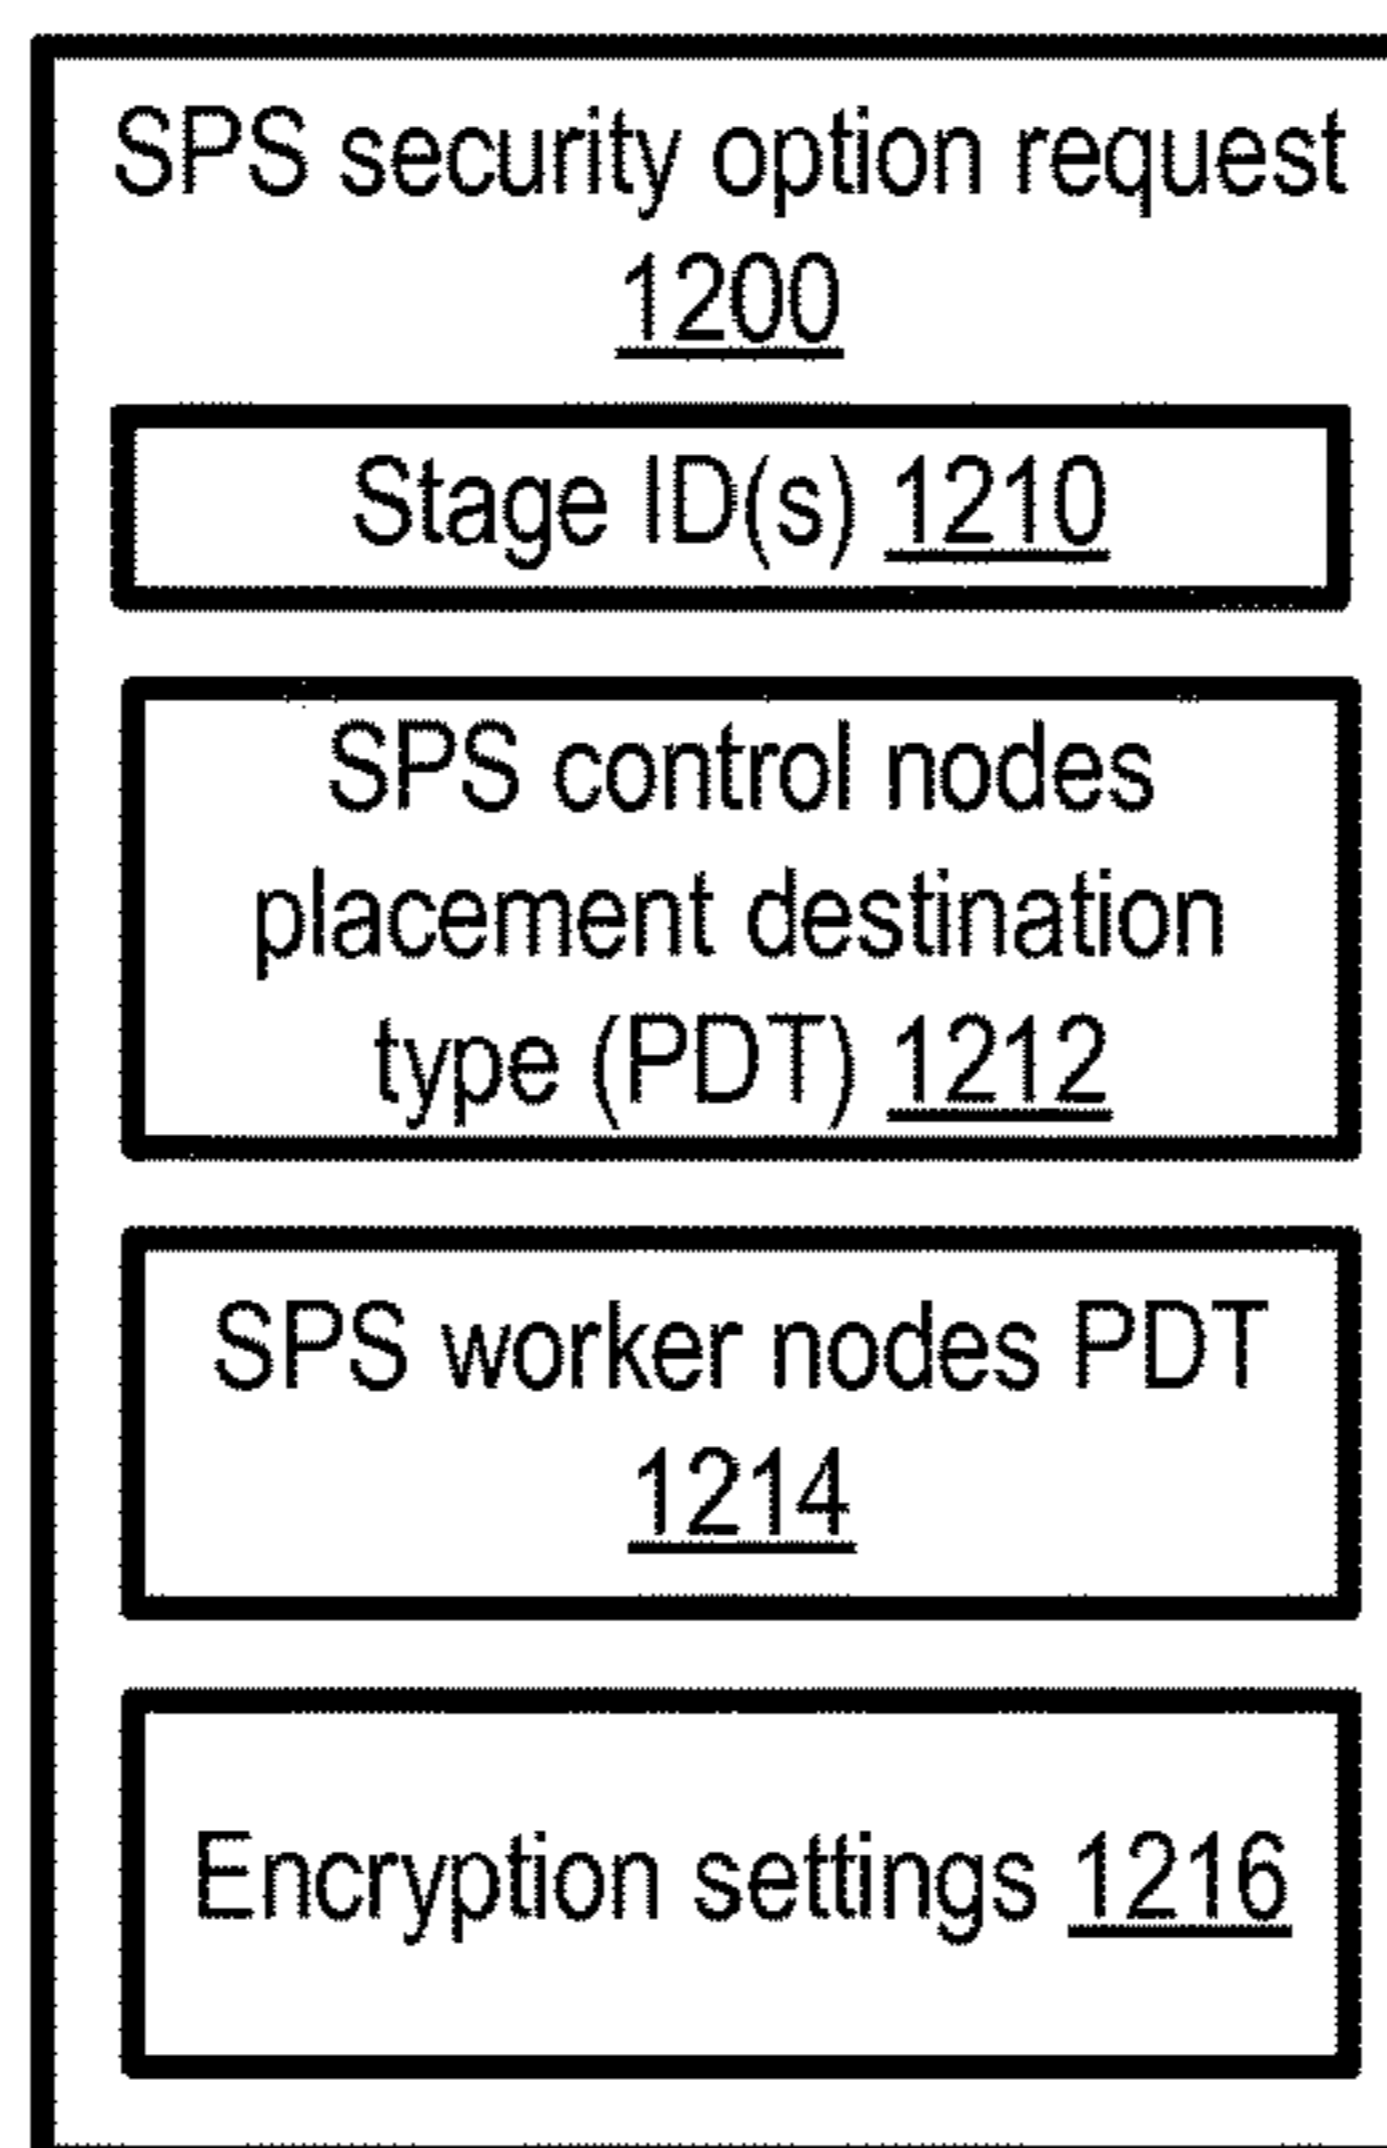 SPS security option request
1200
Stage ID(s) 1210
SPS control nodes
placement destination
type (PDT) 1212
SPS worker nodes PDT
1214
Encryption settings 1216